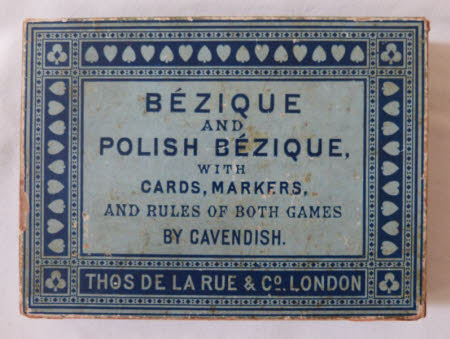 BÉZIQUE
AND
POLISH BÉZIQUE,
WITH
CARDS, MARKERS,
AND RULES OF BOTH GAMES
BY CAVENDISH.
THOS DE LA RUE & Co. LONDON